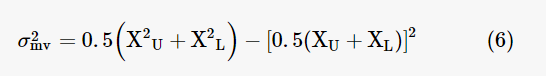 σ²mv = 0.5(X²U + X²L) − [0.5(XU + XL)]² (6)